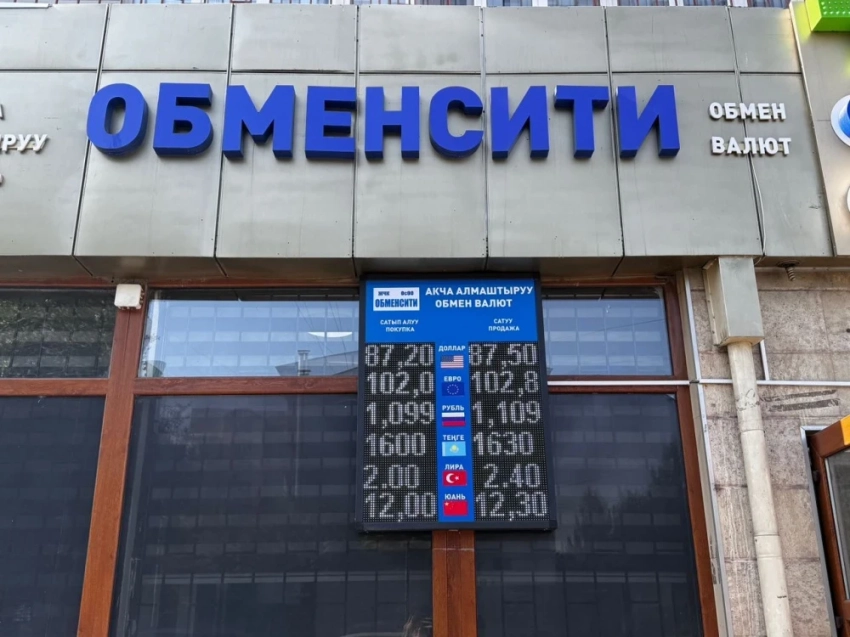 ОБМЕНСИТИ
ОБМЕН
ВАЛЮТ
ОБМЕНСИТИ
АКЧА АЛМАШТЫРУУ
ОБМЕН ВАЛЮТ
САТЫП АЛУУ
ПОКУПКА
САТУУ
ПРОДАЖА
87,20 ДОЛЛАР 87,50
102,0 ЕВРО 102,8
1,099 РУБЛЬ 1,109
1600 ТЕҢГЕ 1630
2.00 ЛИРА 2.40
12,00 ЮАНЬ 12,30